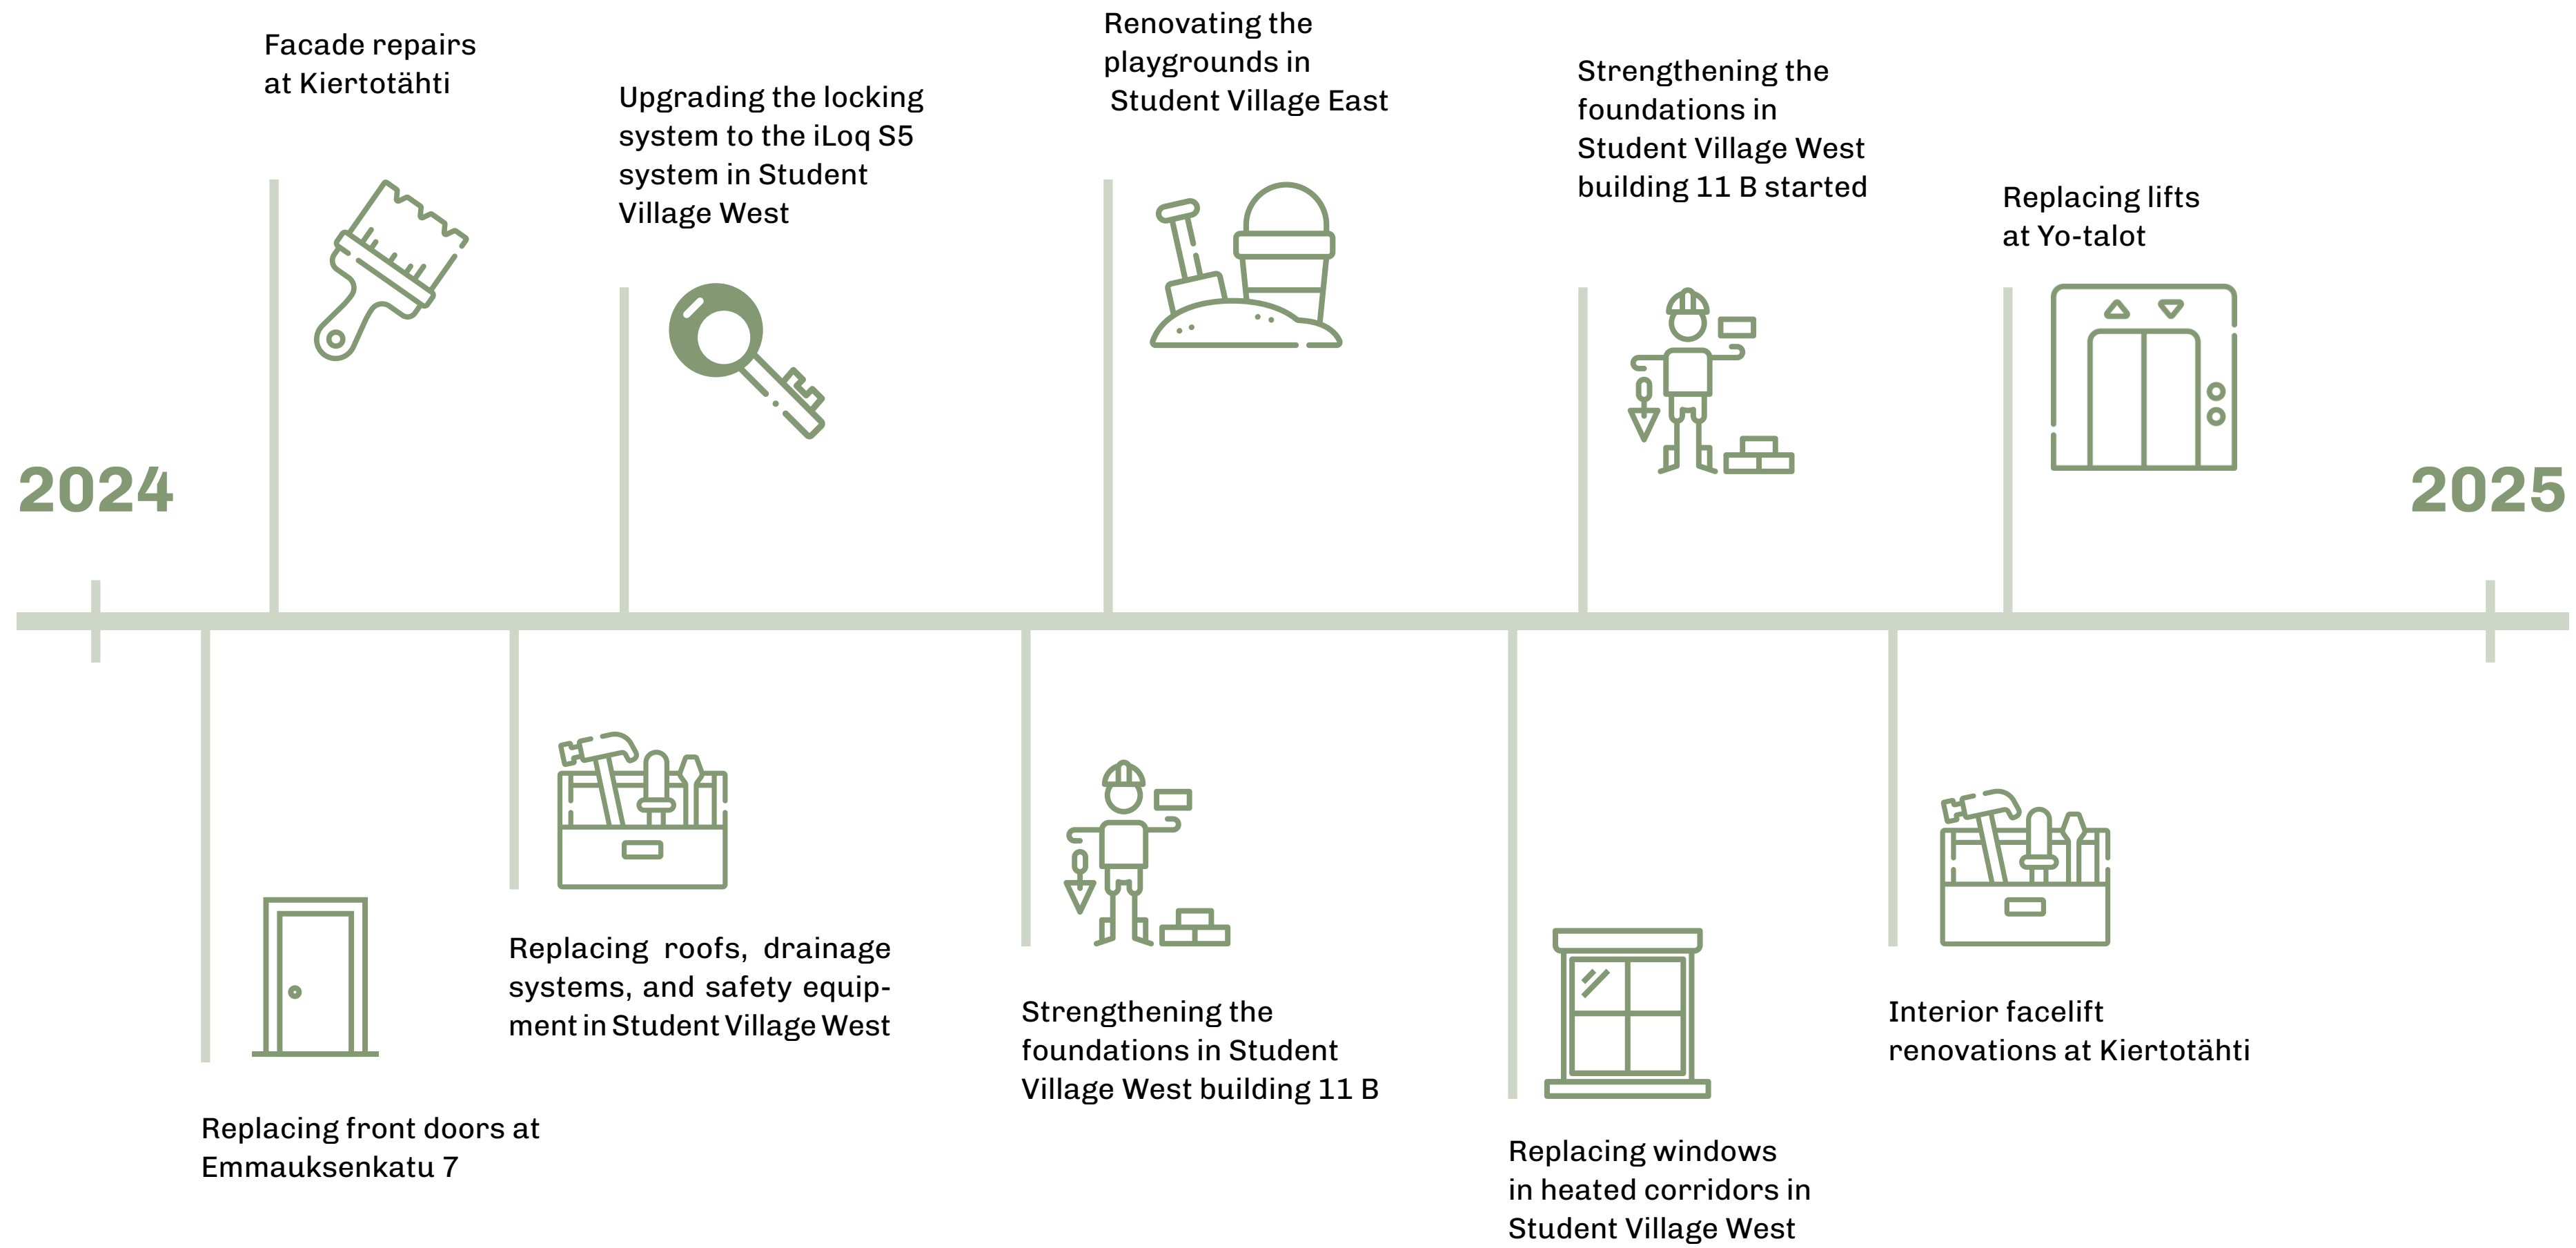 Facade repairs
at Kiertotähti
Upgrading the locking
system to the iLoq S5
system in Student
Village West
Renovating the
playgrounds in
Student Village East
Strengthening the
foundations in
Student Village West
building 11 B started
Replacing lifts
at Yo-talot
2024
2025
Replacing front doors at
Emmauksenkatu 7
Replacing roofs, drainage
systems, and safety equip-
ment in Student Village West
Strengthening the
foundations in Student
Village West building 11 B
Replacing windows
in heated corridors in
Student Village West
Interior facelift
renovations at Kiertotähti